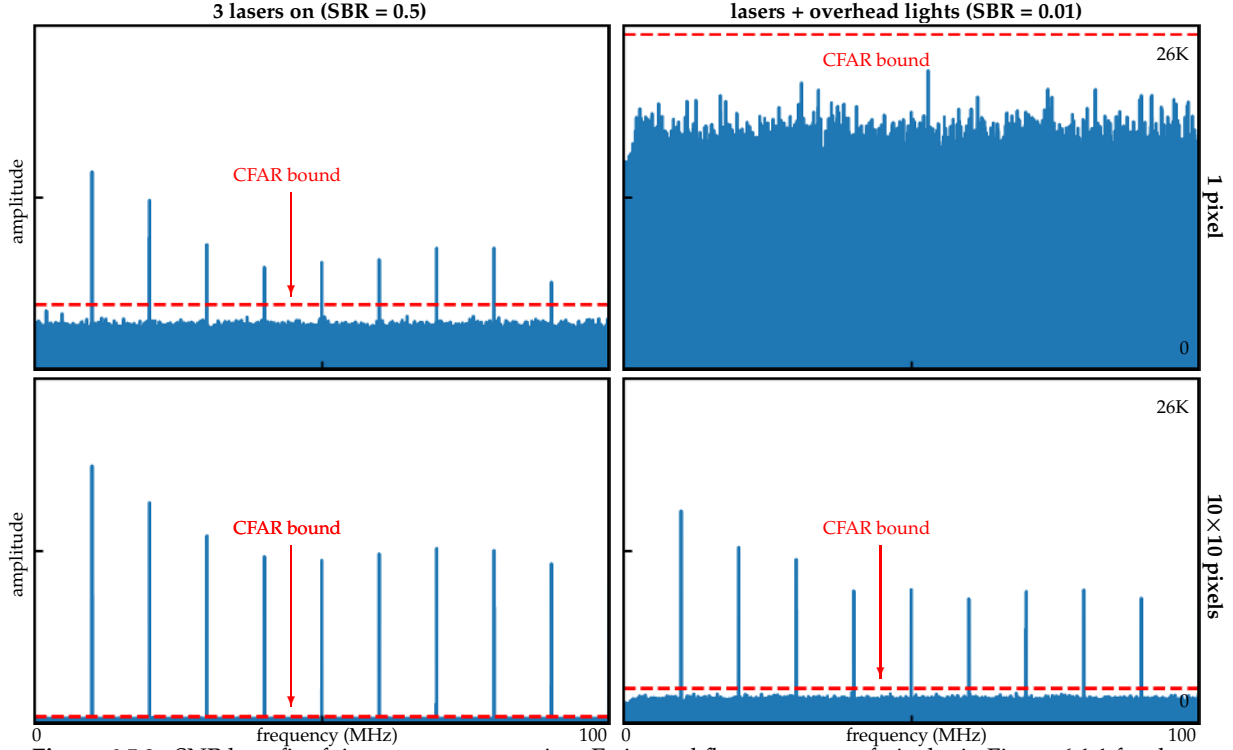 3 lasers on (SBR = 0.5)
lasers + overhead lights (SBR = 0.01)
amplitude
CFAR bound
CFAR bound
26K
0
1 pixel
amplitude
CFAR bound
CFAR bound
26K
0
10×10 pixels
0
frequency (MHz)
100
0
frequency (MHz)
100